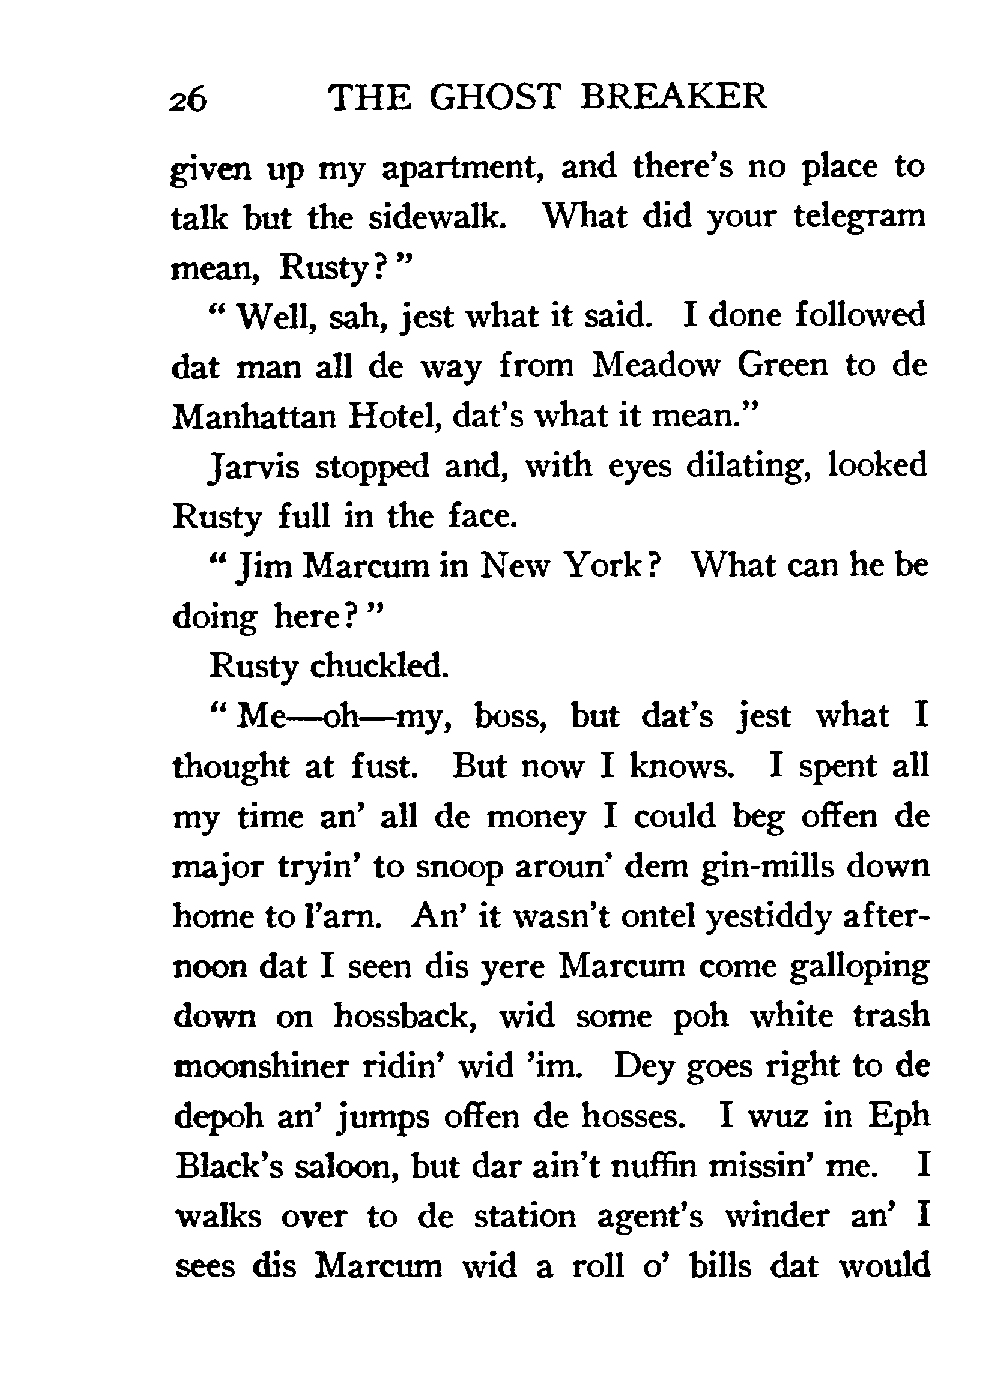 26 THE GHOST BREAKER
given up my apartment, and there's no place to
talk but the sidewalk. What did your telegram
mean, Rusty?"
"Well, sah, jest what it said. I done followed
dat man all de way from Meadow Green to de
Manhattan Hotel, dat's what it mean."
Jarvis stopped and, with eyes dilating, looked
Rusty full in the face.
"Jim Marcum in New York? What can he be
doing here?"
Rusty chuckled.
"Me—oh—my, boss, but dat's jest what I
thought at fust. But now I knows. I spent all
my time an' all de money I could beg offen de
major tryin' to snoop aroun' dem gin-mills down
home to l'arn. An' it wasn't ontel yestiddy after-
noon dat I seen dis yere Marcum come galloping
down on hossback, wid some poh white trash
moonshiner ridin' wid 'im. Dey goes right to de
depoh an' jumps offen de hosses. I wuz in Eph
Black's saloon, but dar ain't nuffin missin' me. I
walks over to de station agent's winder an' I
sees dis Marcum wid a roll o' bills dat would